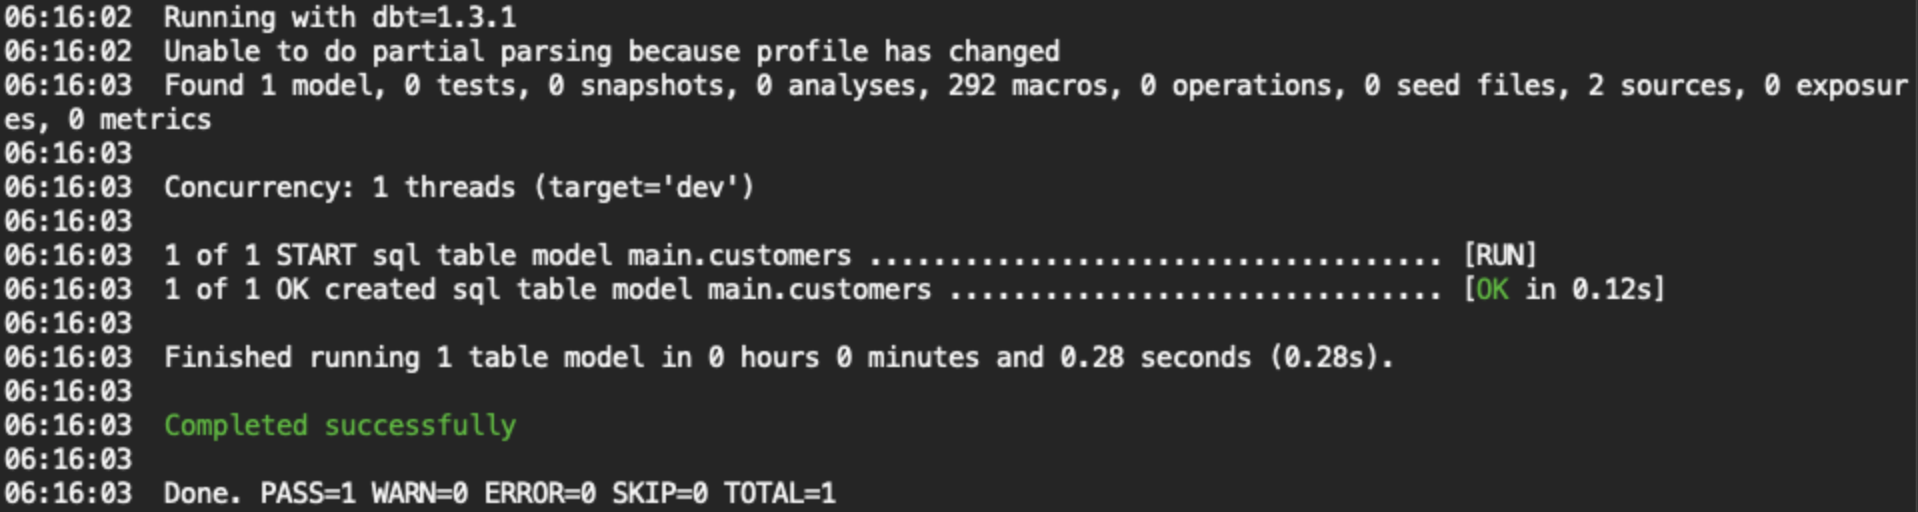 06:16:02  Running with dbt=1.3.1
06:16:02  Unable to do partial parsing because profile has changed
06:16:03  Found 1 model, 0 tests, 0 snapshots, 0 analyses, 292 macros, 0 operations, 0 seed files, 2 sources, 0 exposur
es, 0 metrics
06:16:03
06:16:03  Concurrency: 1 threads (target='dev')
06:16:03
06:16:03  1 of 1 START sql table model main.customers .................................... [RUN]
06:16:03  1 of 1 OK created sql table model main.customers ............................... [OK in 0.12s]
06:16:03
06:16:03  Finished running 1 table model in 0 hours 0 minutes and 0.28 seconds (0.28s).
06:16:03
06:16:03  Completed successfully
06:16:03
06:16:03  Done. PASS=1 WARN=0 ERROR=0 SKIP=0 TOTAL=1